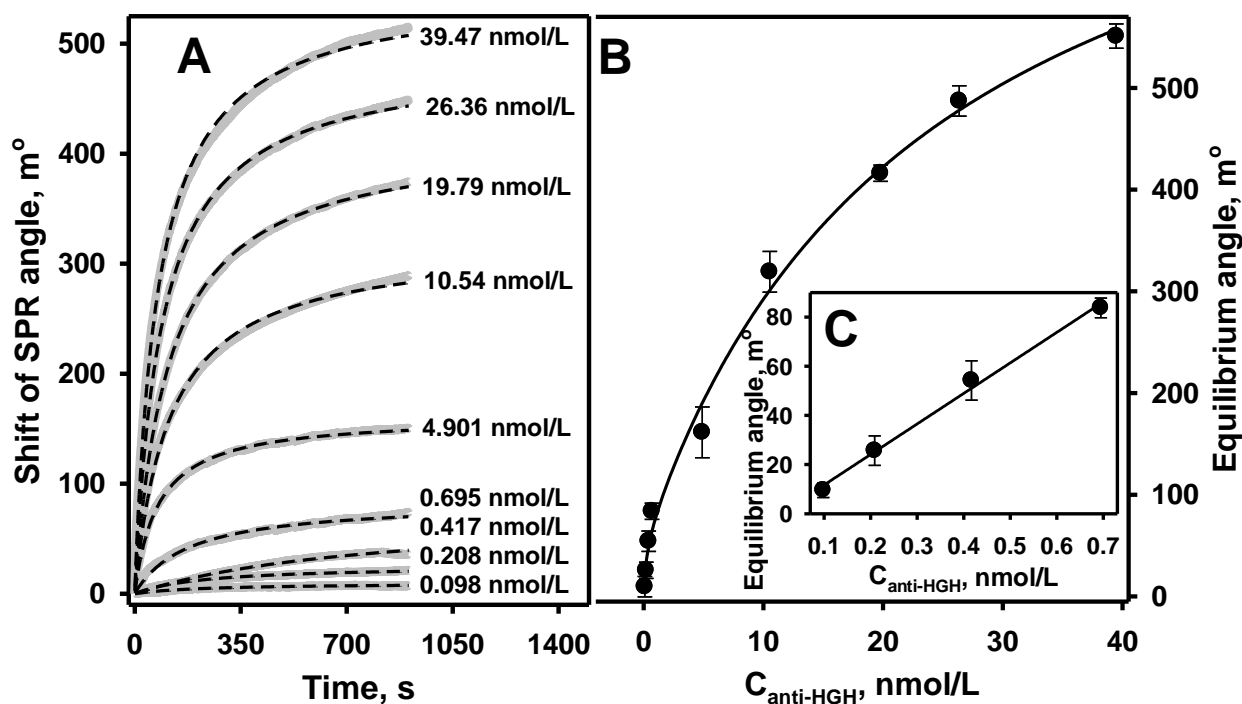 A
500
400
300
200
100
0
Shift of SPR angle, m°
39.47 nmol/L
26.36 nmol/L
19.79 nmol/L
10.54 nmol/L
4.901 nmol/L
0.695 nmol/L
0.417 nmol/L
0.208 nmol/L
0.098 nmol/L
0 350 700 1050 1400
Time, s
B
500
400
300
200
100
0
Equilibrium angle, m°
0 10 20 30 40
C_anti-HGH, nmol/L
C
80
60
40
20
0
Equilibrium angle, m°
0.1 0.2 0.3 0.4 0.5 0.6 0.7
C_anti-HGH, nmol/L